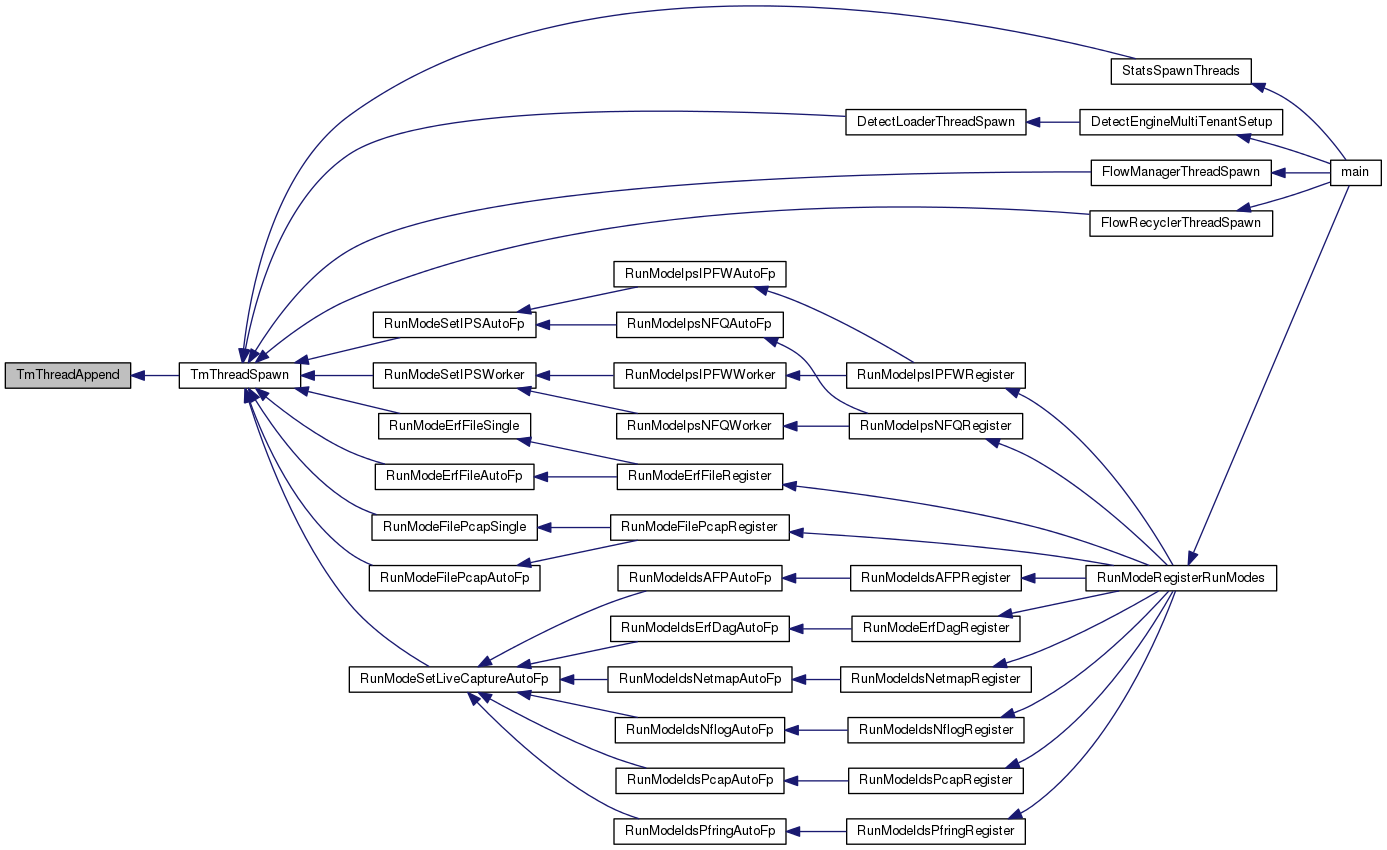 StatsSpawnThreads
DetectLoaderThreadSpawn
DetectEngineMultiTenantSetup
FlowManagerThreadSpawn
main
FlowRecyclerThreadSpawn
RunModeIpsIPFWAutoFp
RunModeSetIPSAutoFp
RunModeIpsNFQAutoFp
TmThreadAppend
TmThreadSpawn
RunModeSetIPSWorker
RunModeIpsIPFWWorker
RunModeIpsIPFWRegister
RunModeErfFileSingle
RunModeIpsNFQWorker
RunModeIpsNFQRegister
RunModeErfFileAutoFp
RunModeErfFileRegister
RunModeFilePcapSingle
RunModeFilePcapRegister
RunModeFilePcapAutoFp
RunModeIdsAFPAutoFp
RunModeIdsAFPRegister
RunModeRegisterRunModes
RunModeIdsErfDagAutoFp
RunModeErfDagRegister
RunModeSetLiveCaptureAutoFp
RunModeIdsNetmapAutoFp
RunModeIdsNetmapRegister
RunModeIdsNflogAutoFp
RunModeIdsNflogRegister
RunModeIdsPcapAutoFp
RunModeIdsPcapRegister
RunModeIdsPfringAutoFp
RunModeIdsPfringRegister